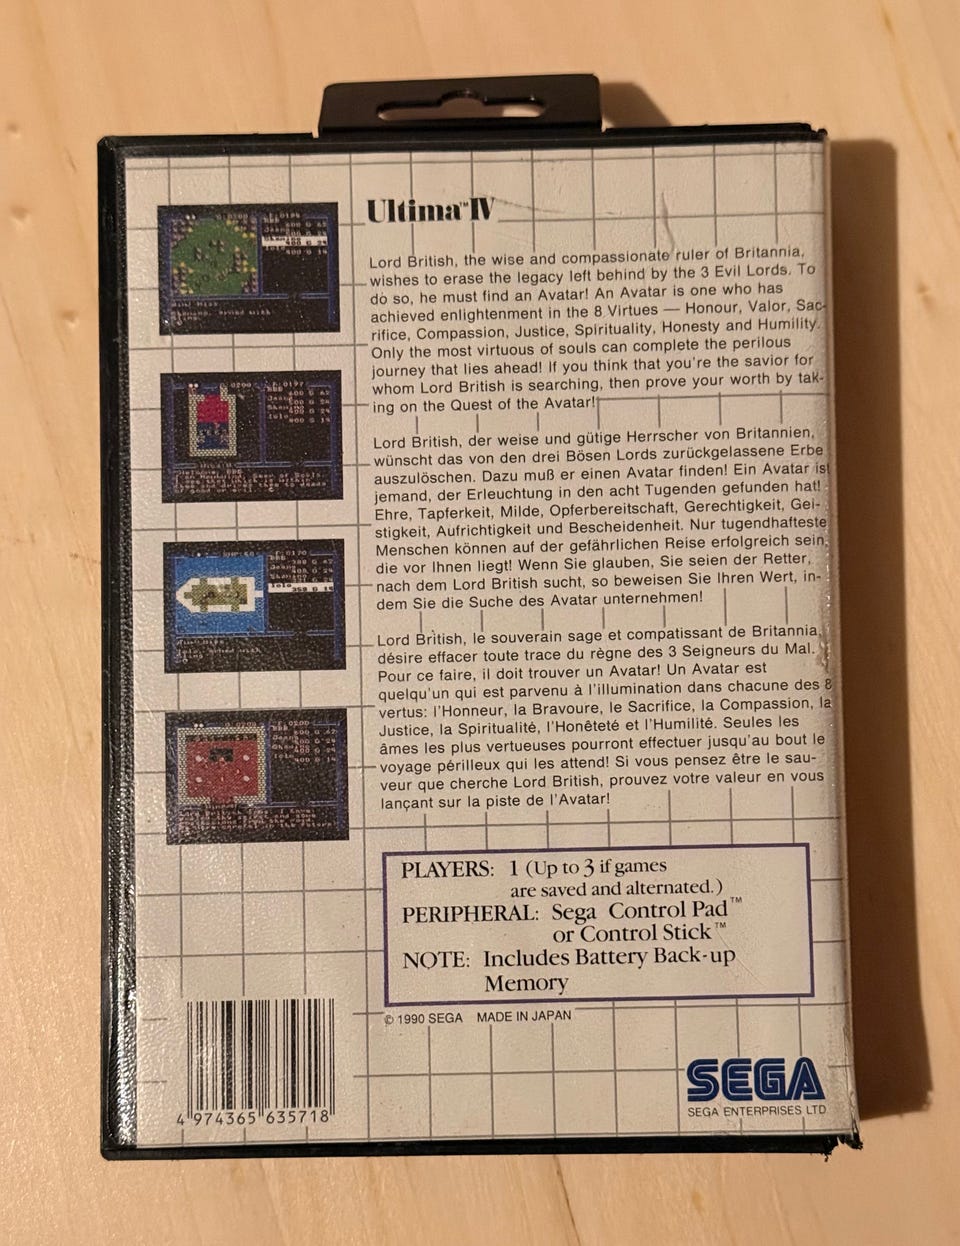 Ultima™IV
Lord British, the wise and compassionate ruler of Britannia,
wishes to erase the legacy left behind by the 3 Evil Lords. To
do so, he must find an Avatar! An Avatar is one who has
achieved enlightenment in the 8 Virtues — Honour, Valor, Sac-
rifice, Compassion, Justice, Spirituality, Honesty and Humility.
Only the most virtuous of souls can complete the perilous
journey that lies ahead! If you think that you're the savior for
whom Lord British is searching, then prove your worth by tak-
ing on the Quest of the Avatar!
Lord British, der weise und gütige Herrscher von Britannien,
wünscht das von den drei Bösen Lords zurückgelassene Erbe
auszulöschen. Dazu muß er einen Avatar finden! Ein Avatar ist
jemand, der Erleuchtung in den acht Tugenden gefunden hat!
Ehre, Tapferkeit, Milde, Opferbereitschaft, Gerechtigkeit, Gei-
stigkeit, Aufrichtigkeit und Bescheidenheit. Nur tugendhafteste
Menschen können auf der gefährlichen Reise erfolgreich sein,
die vor Ihnen liegt! Wenn Sie glauben, Sie seien der Retter,
nach dem Lord British sucht, so beweisen Sie Ihren Wert, in-
dem Sie die Suche des Avatar unternehmen!
Lord British, le souverain sage et compatissant de Britannia,
désire effacer toute trace du règne des 3 Seigneurs du Mal.
Pour ce faire, il doit trouver un Avatar! Un Avatar est
quelqu'un qui est parvenu à l'illumination dans chacune des 8
vertus: l'Honneur, la Bravoure, le Sacrifice, la Compassion, la
Justice, la Spiritualité, l'Honêteté et l'Humilité. Seules les
âmes les plus vertueuses pourront effectuer jusqu'au bout le
voyage périlleux qui les attend! Si vous pensez être le sau-
veur que cherche Lord British, prouvez votre valeur en vous
lançant sur la piste de l'Avatar!
PLAYERS: 1 (Up to 3 if games
are saved and alternated.)
PERIPHERAL: Sega Control Pad™
or Control Stick™
NOTE: Includes Battery Back-up
Memory
© 1990 SEGA MADE IN JAPAN
4 974365 635718
SEGA
SEGA ENTERPRISES LTD